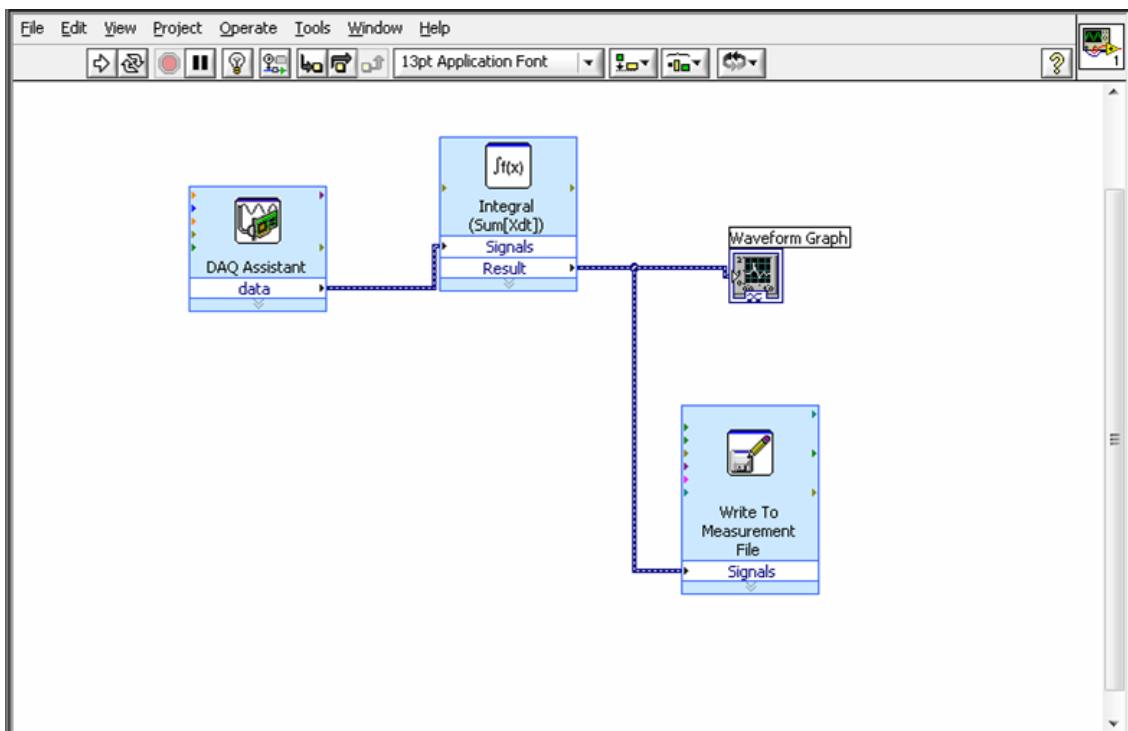 File Edit View Project Operate Tools Window Help
13pt Application Font
1
∫f(x)
Integral
(Sum[Xdt])
Signals
Result
DAQ Assistant
data
Waveform Graph
Write To
Measurement
File
Signals